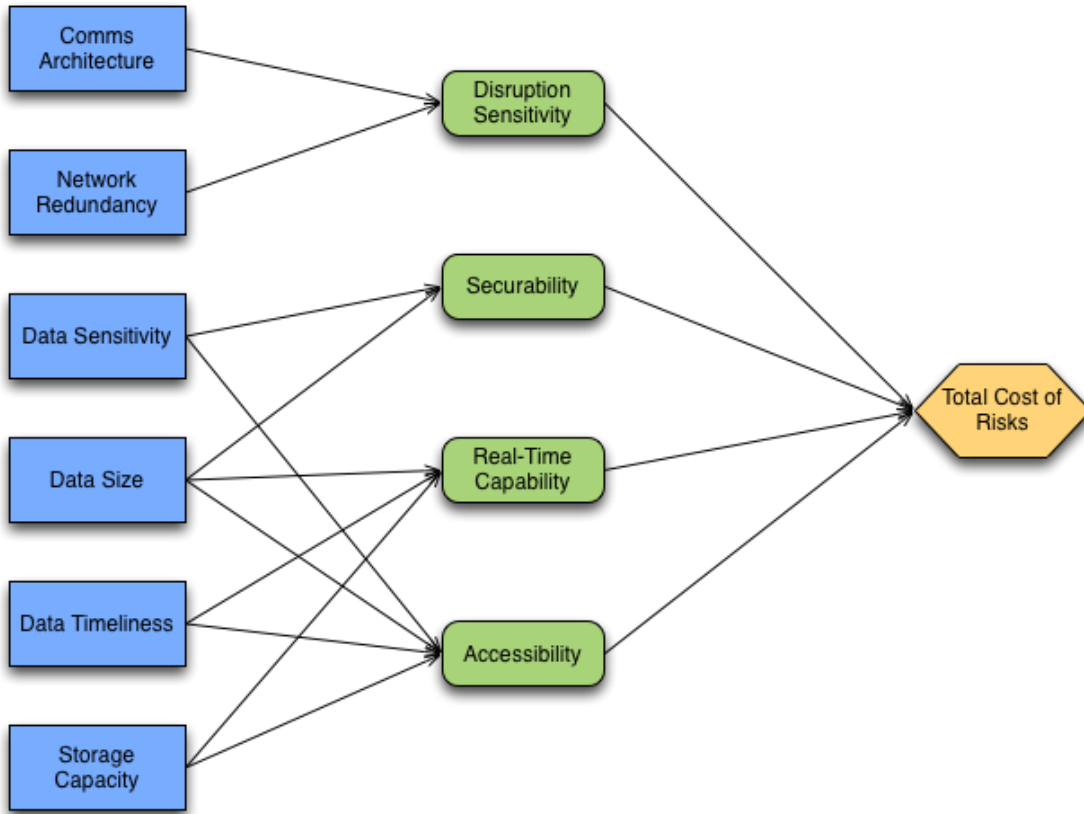 Comms
Architecture
Network
Redundancy
Data Sensitivity
Data Size
Data Timeliness
Storage
Capacity
Disruption
Sensitivity
Securability
Real-Time
Capability
Accessibility
Total Cost of
Risks